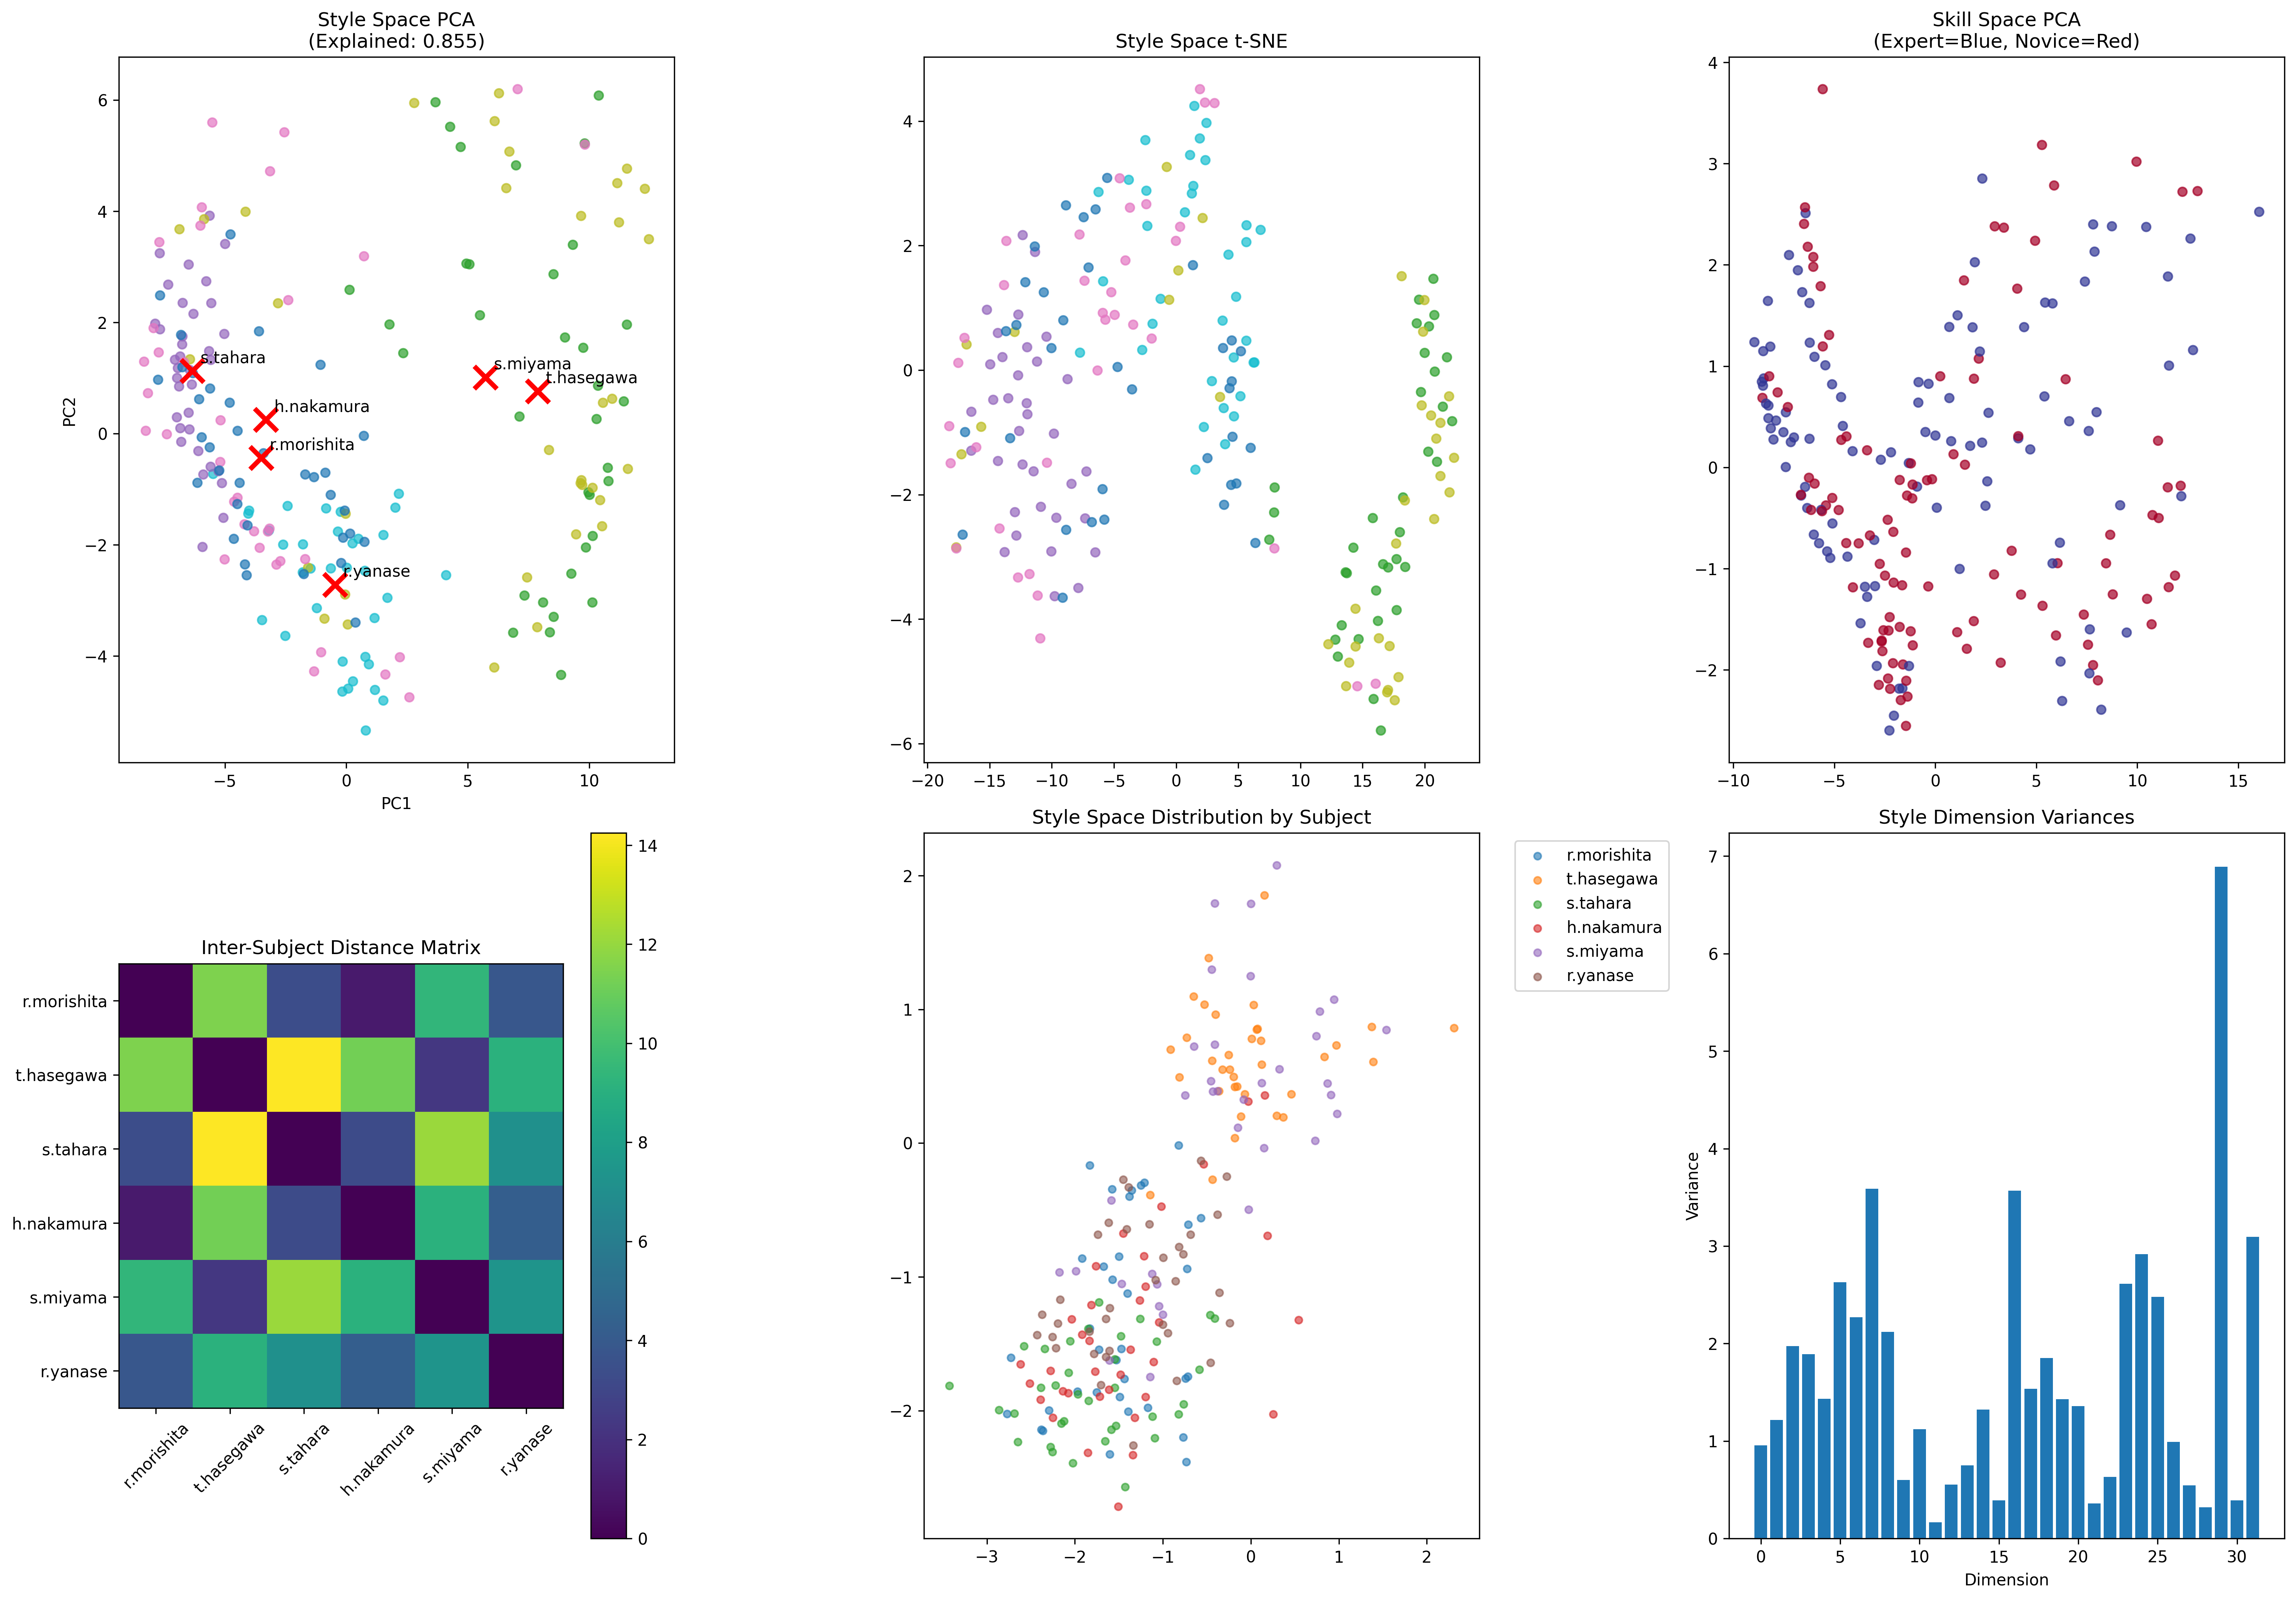 Style Space PCA
(Explained: 0.855)
6
4
2
0
−2
−4
PC2
s.tahara
s.miyama
t.hasegawa
h.nakamura
r.morishita
r.yanase
−5
0
5
10
PC1
Style Space t-SNE
4
2
0
−2
−4
−6
−20
−15
−10
−5
0
5
10
15
20
Skill Space PCA
(Expert=Blue, Novice=Red)
4
3
2
1
0
−1
−2
−10
−5
0
5
10
15
Inter-Subject Distance Matrix
r.morishita
t.hasegawa
s.tahara
h.nakamura
s.miyama
r.yanase
r.morishita
t.hasegawa
s.tahara
h.nakamura
s.miyama
r.yanase
14
12
10
8
6
4
2
0
Style Space Distribution by Subject
2
1
0
−1
−2
−3
−2
−1
0
1
2
r.morishita
t.hasegawa
s.tahara
h.nakamura
s.miyama
r.yanase
Style Dimension Variances
7
6
5
4
3
2
1
0
Variance
0
5
10
15
20
25
30
Dimension